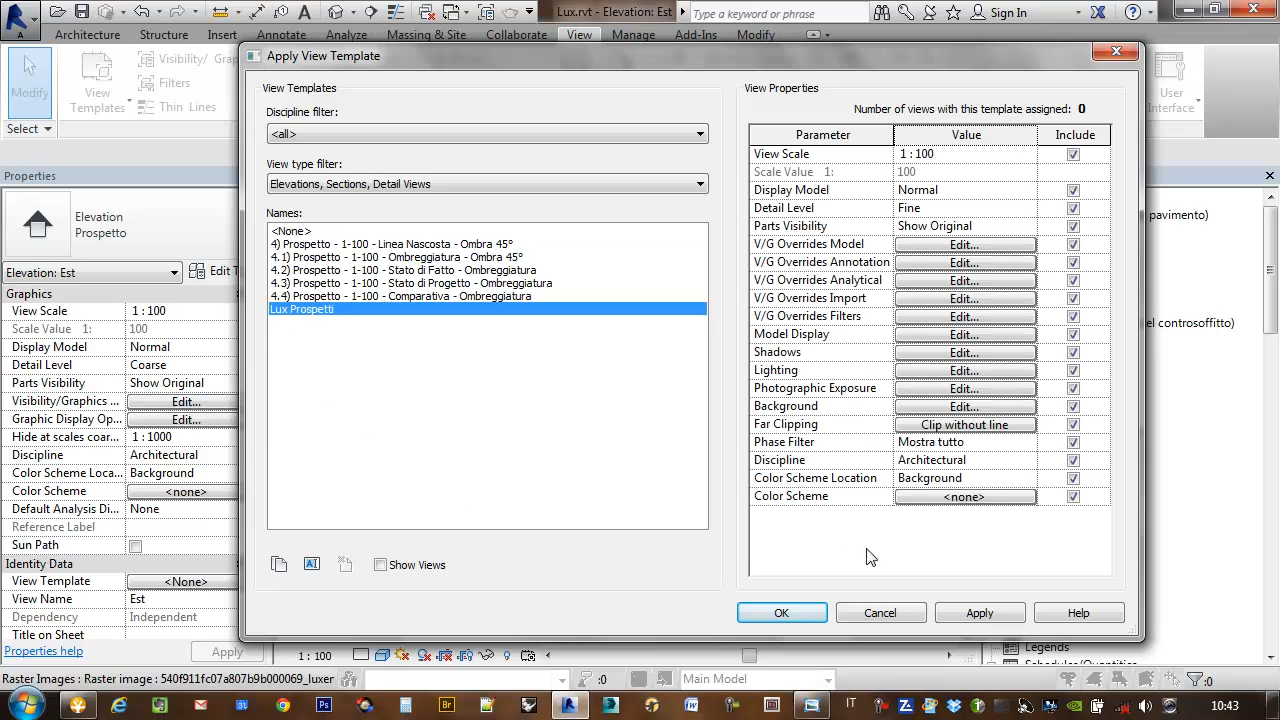 Lux.rvt - Elevation: Est
Type a keyword or phrase
Sign In
Architecture Structure Insert Annotate Analyze Massing & Site Collaborate View Manage Add-Ins Modify
Modify
View
Templates
Visibility/ Grap
Filters
Thin Lines
User
Interface
Select
Apply View Template
View Templates
Discipline filter:
<all>
View type filter:
Elevations, Sections, Detail Views
Names:
<None>
4) Prospetto - 1-100 - Linea Nascosta - Ombra 45°
4.1) Prospetto - 1-100 - Ombreggiatura - Ombra 45°
4.2) Prospetto - 1-100 - Stato di Fatto - Ombreggiatura
4.3) Prospetto - 1-100 - Stato di Progetto - Ombreggiatura
4.4) Prospetto - 1-100 - Comparativa - Ombreggiatura
Lux Prospetti
Show Views
View Properties
Number of views with this template assigned: 0
Parameter Value Include
View Scale 1 : 100
Scale Value 1: 100
Display Model Normal
Detail Level Fine
Parts Visibility Show Original
V/G Overrides Model Edit...
V/G Overrides Annotation Edit...
V/G Overrides Analytical Edit...
V/G Overrides Import Edit...
V/G Overrides Filters Edit...
Model Display Edit...
Shadows Edit...
Lighting Edit...
Photographic Exposure Edit...
Background Edit...
Far Clipping Clip without line
Phase Filter Mostra tutto
Discipline Architectural
Color Scheme Location Background
Color Scheme <none>
OK Cancel Apply Help
Properties
Elevation
Prospetto
Elevation: Est
Edit T
Graphics
View Scale 1 : 100
Scale Value 1: 100
Display Model Normal
Detail Level Coarse
Parts Visibility Show Original
Visibility/Graphics ... Edit...
Graphic Display Op... Edit...
Hide at scales coar... 1 : 1000
Discipline Architectural
Color Scheme Loca... Background
Color Scheme <none>
Default Analysis Di... None
Reference Label
Sun Path
Identity Data
View Template <None>
View Name Est
Dependency Independent
Title on Sheet
Properties help
Apply
pavimento)
el controsoffitto)
Legends
Schedules/Quantities
1 : 100
Raster Images : Raster image : 540f911fc07a807b9b000069_luxer
:0
Main Model
:0
IT
10:43